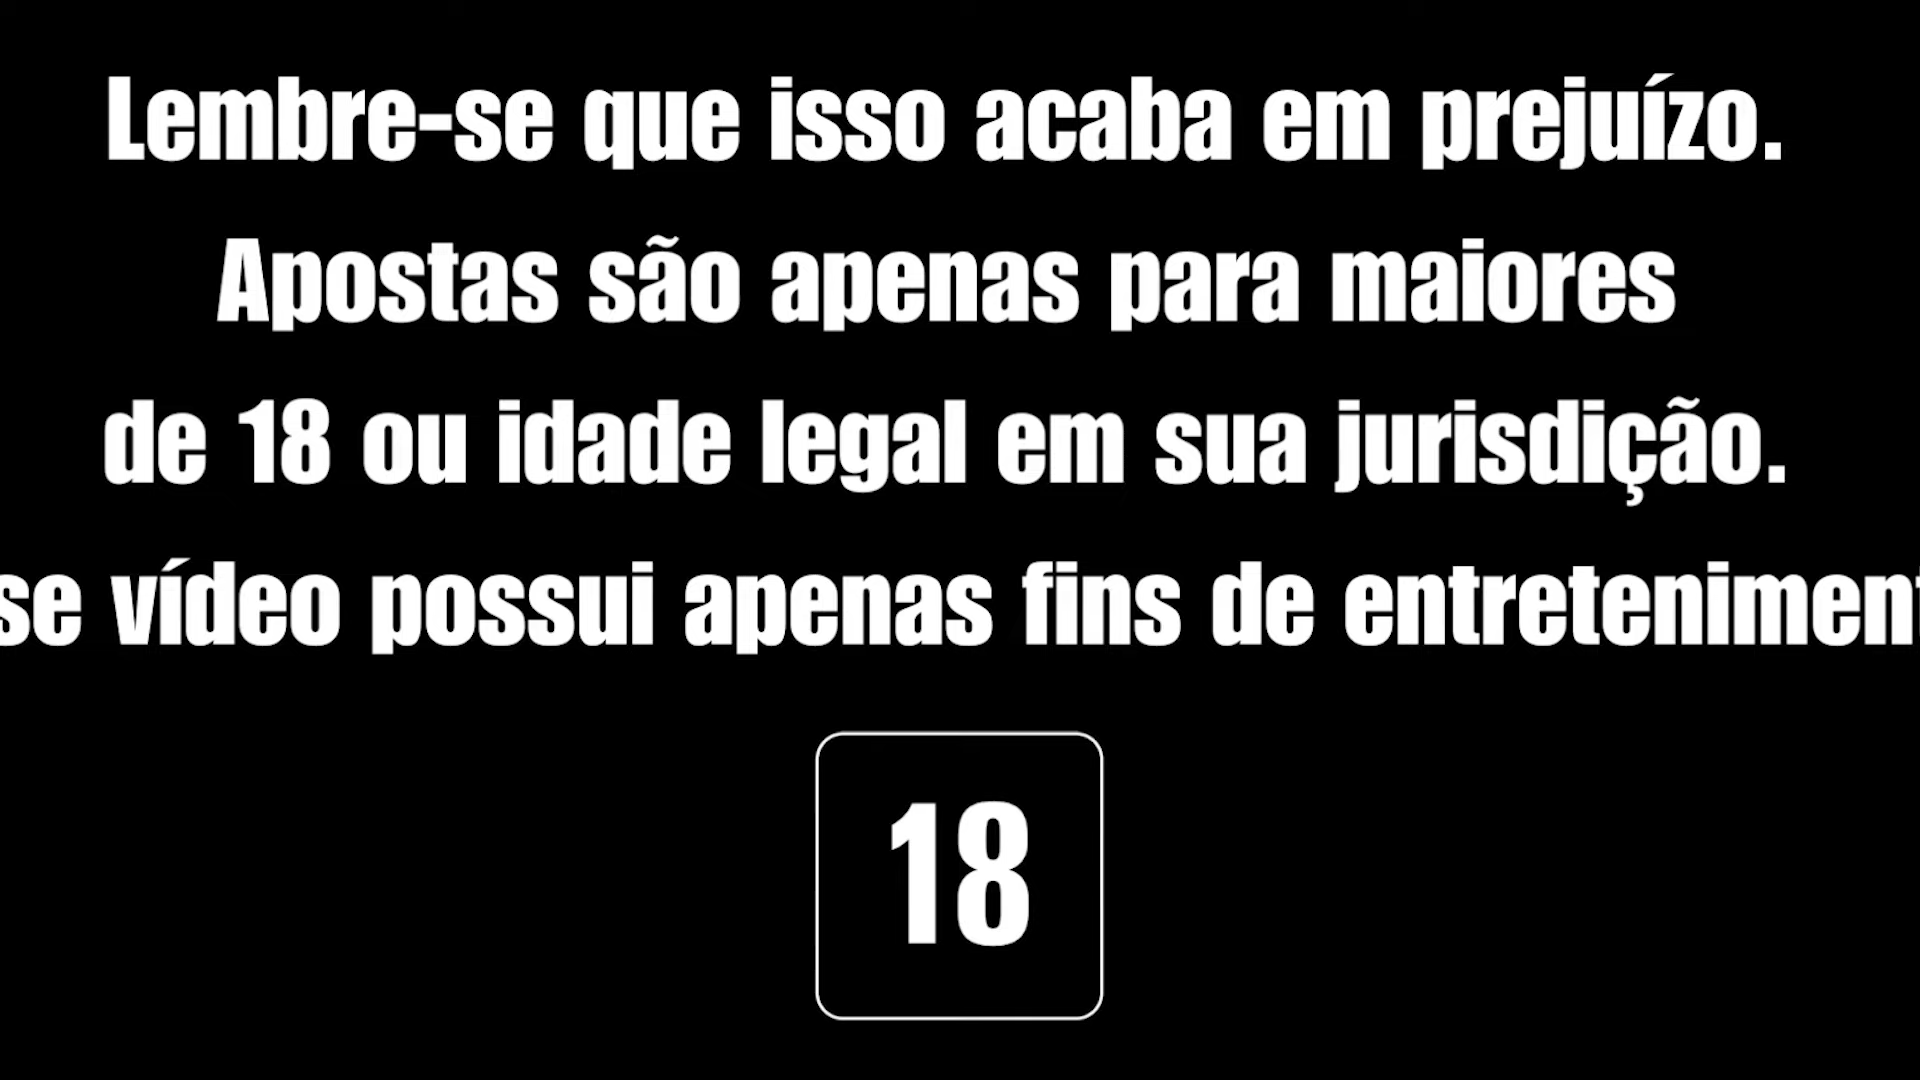 Lembre-se que isso acaba em prejuízo.
Apostas são apenas para maiores
de 18 ou idade legal em sua jurisdição.
se vídeo possui apenas fins de entreteniment
18